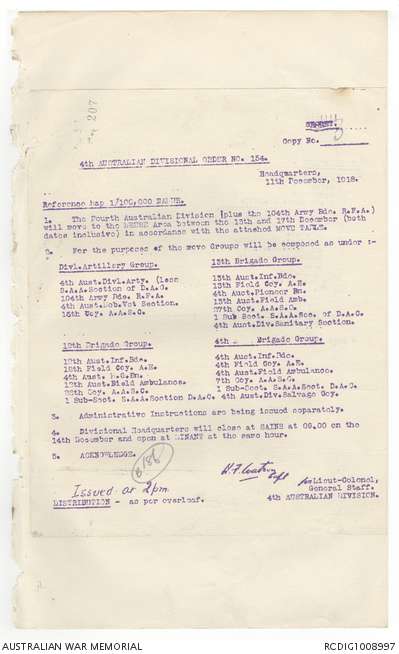 207
Copy No.
4th AUSTRALIAN DIVISIONAL ORDER NO. 154.
Headquarters,
11th December, 1918.
Reference Map 1/100,000 NAMUR.
1. The Fourth Australian Division (plus the 104th Army Bde. R.F.A.)
will move to the Area between the 13th and 17th December (both
dates inclusive) in accordance with the attached MOVE TABLE.
2. For the purposes of the move Groups will be composed as under :-
Divl.Artillery Group.
4th Aust.Divl.Arty. (less
S.A.A.Section of D.A.C.
104th Army Bde. R.F.A.
4th Aust.Mob.Vet Section.
18th Coy. A.A.S.C.
13th Brigade Group.
13th Aust.Inf.Bde.
13th Field Coy. A.E.
4th Aust.Pioneer Bn.
13th Aust.Field Amb.
27th Coy. A.A.S.C.
1 Sub Sect. S.A.A.Sec. of D.A.C.
4th Aust.Div.Sanitary Section.
12th Brigade Group.
12th Aust.Inf.Bde.
12th Field Coy. A.E.
4th Aust. M.G.Bn.
12th Aust.Field Ambulance.
26th Coy. A.A.S.C.
1 Sub-Sect. S.A.A.Section D.A.C.
4th Brigade Group.
4th Aust.Inf.Bde.
4th Field Coy. A.E.
4th Aust.Field Ambulance.
7th Coy. A.A.S.C.
1 Sub-Sect. S.A.A.Sect. D.A.C.
4th Aust.Div.Salvage Coy.
3. Administrative Instructions are being issued separately.
4. Divisional Headquarters will close at SAINS at 09.00 on the
14th December and open at DINANT at the same hour.
5. ACKNOWLEDGE.
Issued at 2pm
Capt
for Lieut-Colonel,
General Staff.
4th AUSTRALIAN DIVISION.
DISTRIBUTION - as per overleaf.
AUSTRALIAN WAR MEMORIAL
RCDIG1008997